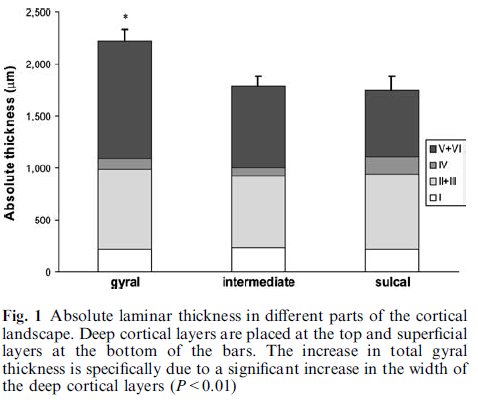 2,500
*
2,000
1,500
1,000
500
0
Absolute thickness (µm)
gyral intermediate sulcal
V+VI
IV
II+III
I
Fig. 1 Absolute laminar thickness in different parts of the cortical
landscape. Deep cortical layers are placed at the top and superficial
layers at the bottom of the bars. The increase in total gyral
thickness is specifically due to a significant increase in the width of
the deep cortical layers (P < 0.01)